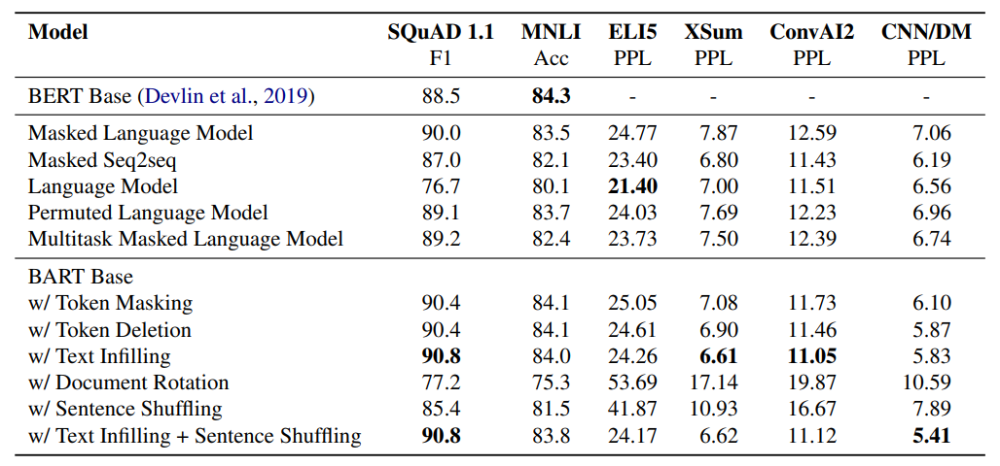 Model SQuAD 1.1 MNLI ELI5 XSum ConvAI2 CNN/DM
F1 Acc PPL PPL PPL PPL
BERT Base (Devlin et al., 2019) 88.5 84.3 - - - -
Masked Language Model 90.0 83.5 24.77 7.87 12.59 7.06
Masked Seq2seq 87.0 82.1 23.40 6.80 11.43 6.19
Language Model 76.7 80.1 21.40 7.00 11.51 6.56
Permuted Language Model 89.1 83.7 24.03 7.69 12.23 6.96
Multitask Masked Language Model 89.2 82.4 23.73 7.50 12.39 6.74
BART Base
w/ Token Masking 90.4 84.1 25.05 7.08 11.73 6.10
w/ Token Deletion 90.4 84.1 24.61 6.90 11.46 5.87
w/ Text Infilling 90.8 84.0 24.26 6.61 11.05 5.83
w/ Document Rotation 77.2 75.3 53.69 17.14 19.87 10.59
w/ Sentence Shuffling 85.4 81.5 41.87 10.93 16.67 7.89
w/ Text Infilling + Sentence Shuffling 90.8 83.8 24.17 6.62 11.12 5.41